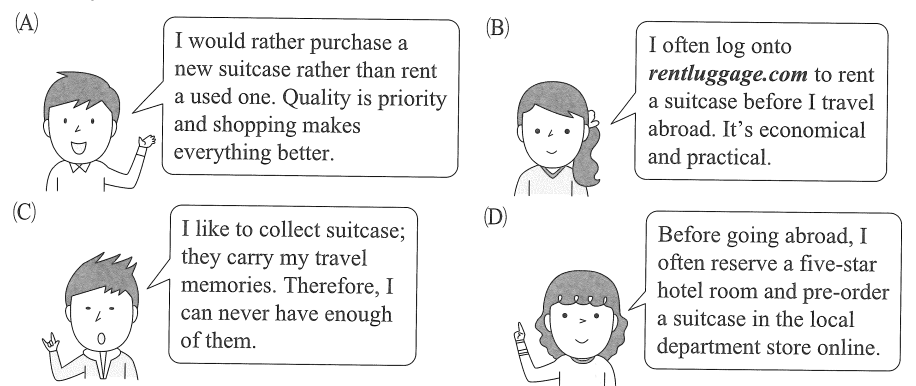 (A)
I would rather purchase a
new suitcase rather than rent
a used one. Quality is priority
and shopping makes
everything better.
(B)
I often log onto
rentluggage.com to rent
a suitcase before I travel
abroad. It's economical
and practical.
(C)
I like to collect suitcase;
they carry my travel
memories. Therefore, I
can never have enough
of them.
(D)
Before going abroad, I
often reserve a five-star
hotel room and pre-order
a suitcase in the local
department store online.